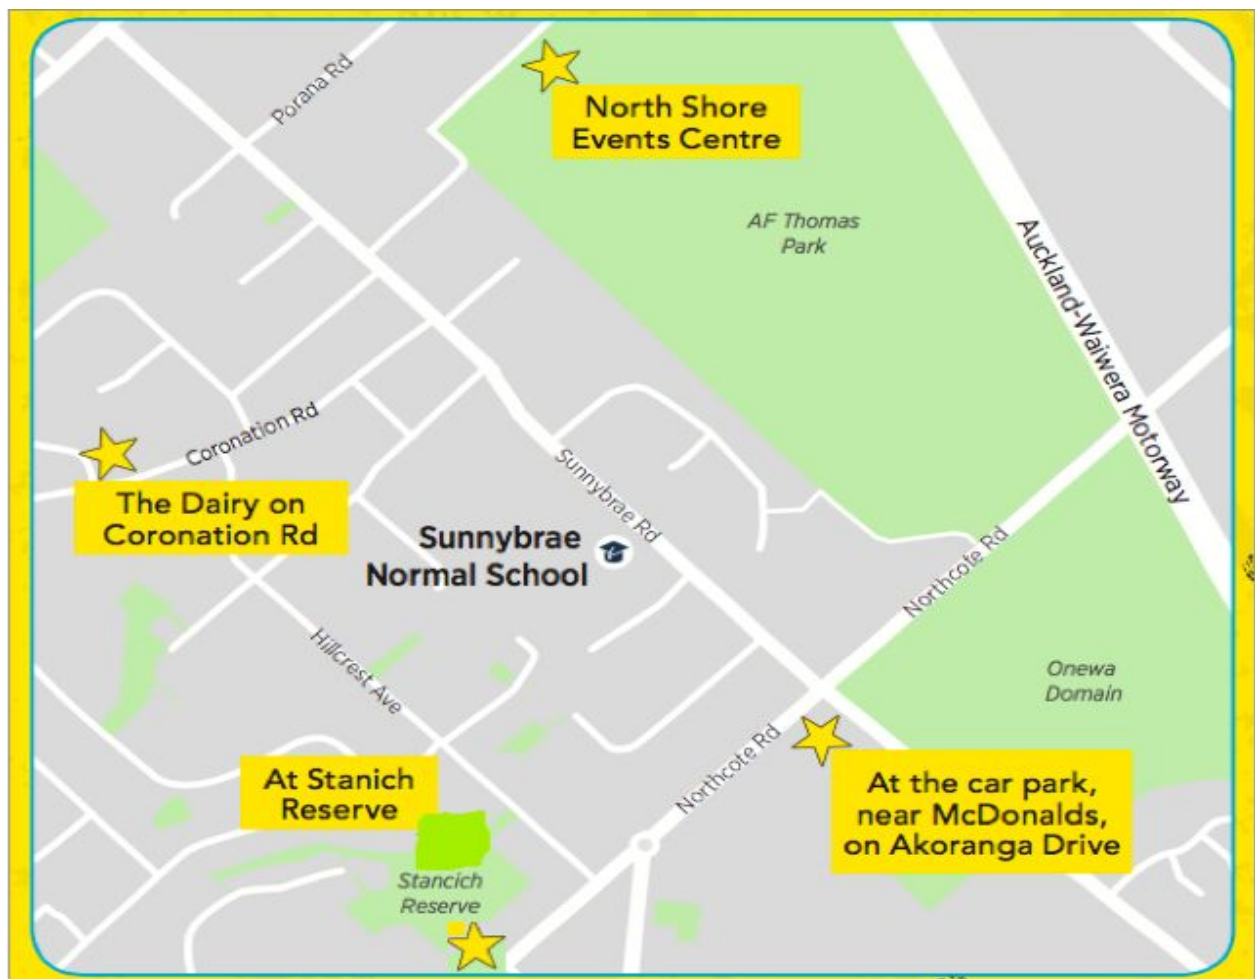 Porana Rd
North Shore
Events Centre
AF Thomas
Park
Auckland-Waiwera Motorway
Coronation Rd
The Dairy on
Coronation Rd
Sunnybrae Rd
Sunnybrae
Normal School
Northcote Rd
Hillcrest Ave
Onewa
Domain
Northcote Rd
At Stanich
Reserve
At the car park,
near McDonalds,
on Akoranga Drive
Stancich
Reserve